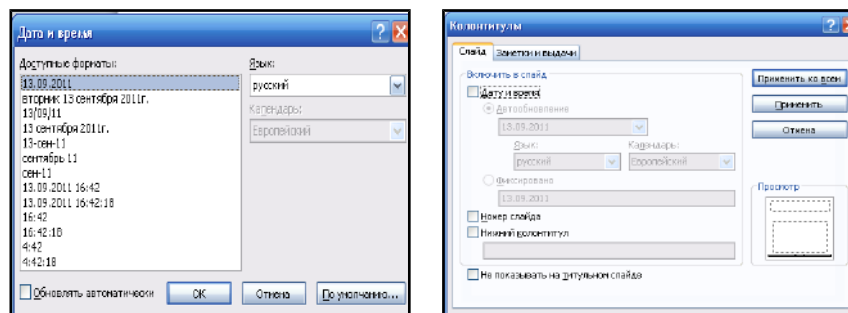 Дата и время
Доступные форматы:
13.09.2011
вторник 13 сентября 2011г.
13/09/11
13 сентября 2011г.
13-сен-11
сентябрь 11
сен-11
13.09.2011 16:42
13.09.2011 16:42:18
16:42
16:42:18
4:42
4:42:18
Язык:
русский
Календарь:
Европейский
Обновлять автоматически
ОК
Отмена
По умолчанию...
Колонтитулы
Слайд
Заметки и выдачи
Включить в слайд
Дату и время
Автообновление
13.09.2011
Язык:
Календарь:
русский
Европейский
Фиксировано
13.09.2011
Номер слайда
Нижний колонтитул
Не показывать на титульном слайде
Применить ко всем
Применить
Отмена
Просмотр